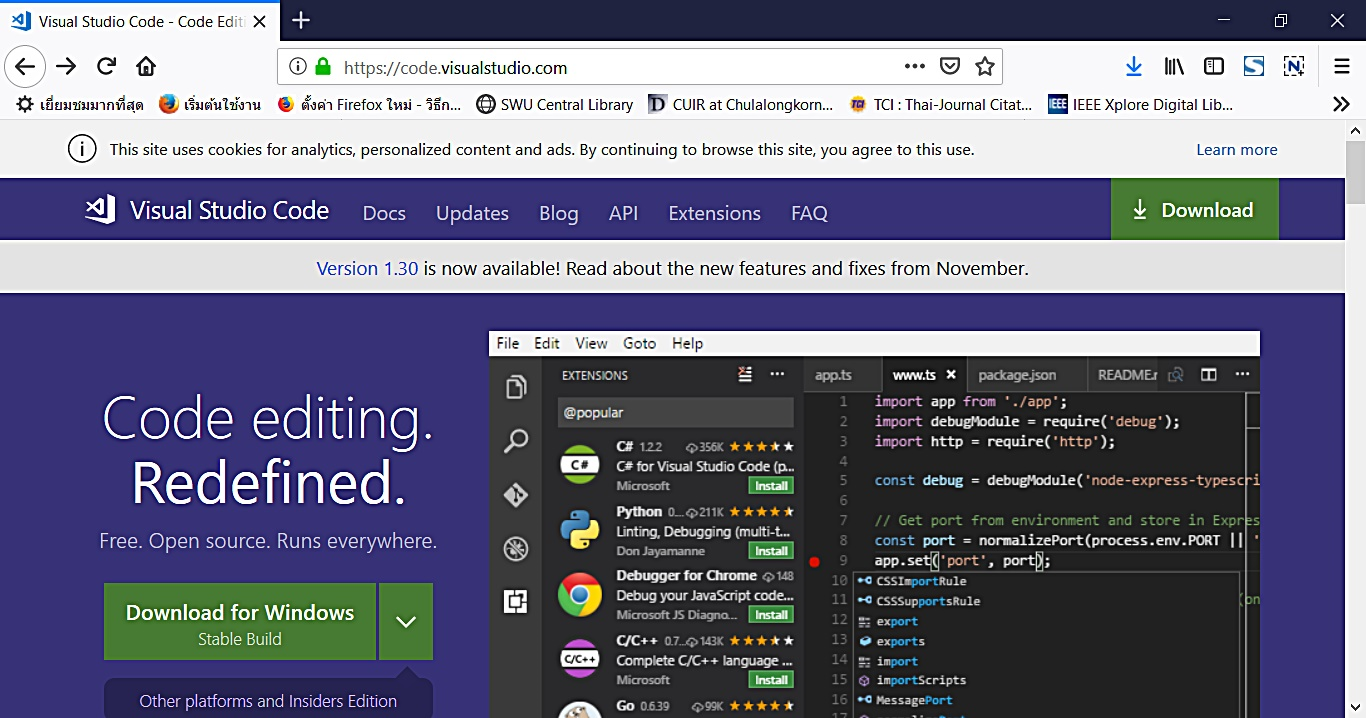 Visual Studio Code - Code Editi
https://code.visualstudio.com
เยี่ยมชมมากที่สุด เริ่มต้นใช้งาน ตั้งค่า Firefox ใหม่ - วิธีก... SWU Central Library CUIR at Chulalongkorn... TCI : Thai-Journal Citat... IEEE IEEE Xplore Digital Lib...
This site uses cookies for analytics, personalized content and ads. By continuing to browse this site, you agree to this use. Learn more
Visual Studio Code Docs Updates Blog API Extensions FAQ Download
Version 1.30 is now available! Read about the new features and fixes from November.
Code editing.
Redefined.
Free. Open source. Runs everywhere.
Download for Windows
Stable Build
Other platforms and Insiders Edition
File Edit View Goto Help
EXTENSIONS
@popular
C# 1.2.2 356K
C#
C# for Visual Studio Code (p...
Microsoft Install
Python 0... 211K
Linting, Debugging (multi-t...
Don Jayamanne Install
Debugger for Chrome 148
Debug your JavaScript code...
Microsoft JS Diagno... Install
C/C++ 0.7... 143K
C/C++
Complete C/C++ language ...
Microsoft Install
Go 0.6.39 99K
app.ts www.ts package.json README.
1 import app from './app';
2 import debugModule = require('debug');
3 import http = require('http');
4
5 const debug = debugModule('node-express-typescri
6
7 // Get port from environment and store in Expres
8 const port = normalizePort(process.env.PORT || '
9 app.set('port', port);
10 CSSImportRule
11 CSSSupportsRule (on
12 export
13 exports
14 import
15 importScripts
16 MessagePort